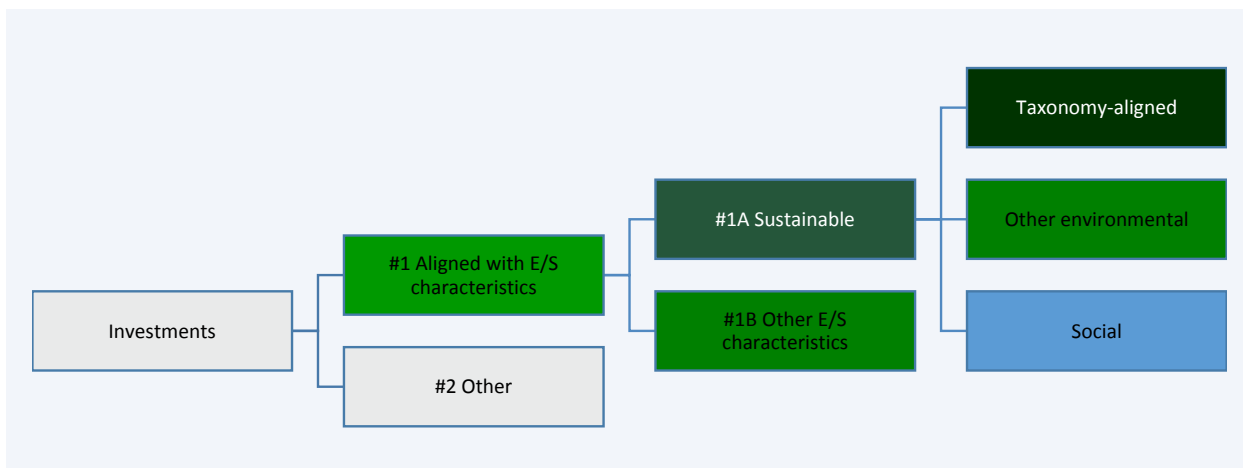 Investments
#1 Aligned with E/S
characteristics
#2 Other
#1A Sustainable
#1B Other E/S
characteristics
Taxonomy-aligned
Other environmental
Social